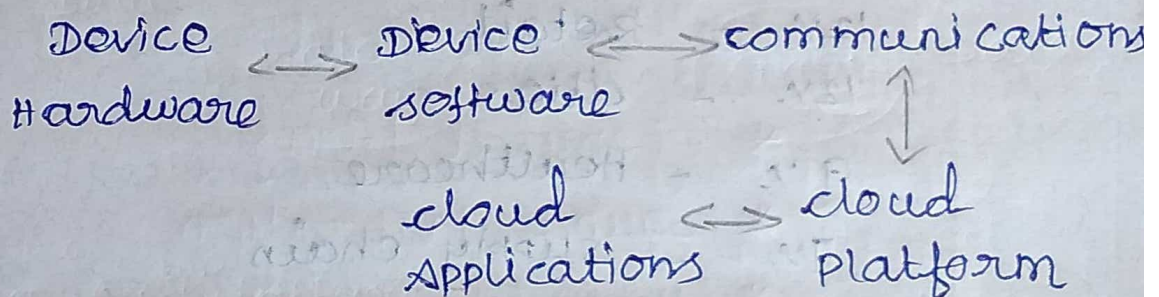 Device Device communications
Hardware software
cloud cloud
Applications platform